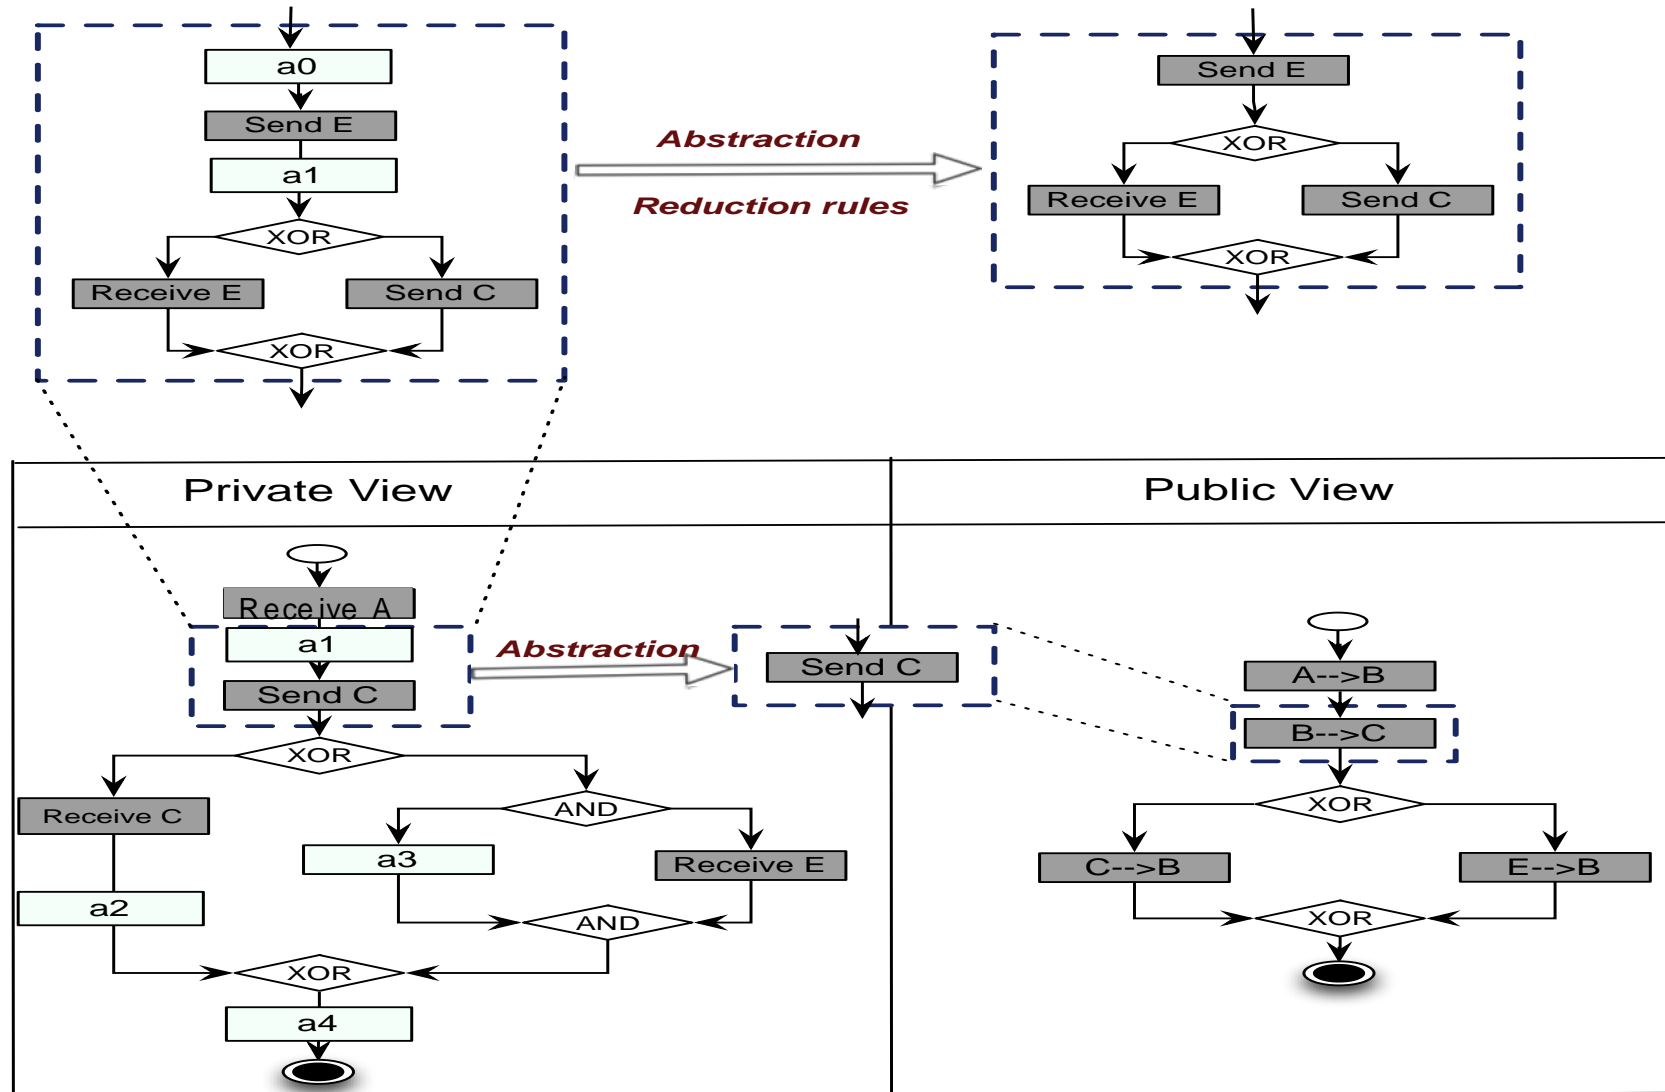 a0
Send E
a1
XOR
Receive E
Send C
XOR
Abstraction
Reduction rules
Send E
XOR
Receive E
Send C
XOR
Private View
Public View
Receive A
a1
Send C
XOR
Receive C
AND
a3
Receive E
a2
AND
XOR
a4
Abstraction
Send C
A-->B
B-->C
XOR
C-->B
E-->B
XOR